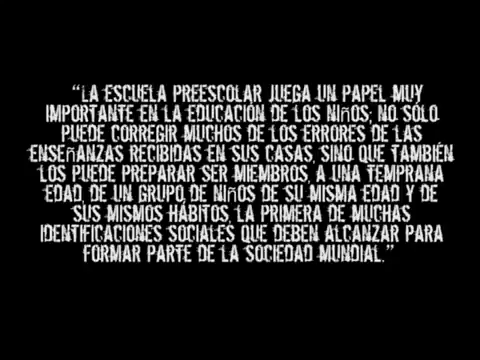 "LA ESCUELA PREESCOLAR JUEGA UN PAPEL MUY
IMPORTANTE EN LA EDUCACIÓN DE LOS NIÑOS; NO SÓLO
PUEDE CORREGIR MUCHOS DE LOS ERRORES DE LAS
ENSEÑANZAS RECIBIDAS EN SUS CASAS, SINO QUE TAMBIÉN
LOS PUEDE PREPARAR SER MIEMBROS, A UNA TEMPRANA
EDAD, DE UN GRUPO DE NIÑOS DE SU MISMA EDAD Y DE
SUS MISMOS HÁBITOS, LA PRIMERA DE MUCHAS
IDENTIFICACIONES SOCIALES QUE DEBEN ALCANZAR PARA
FORMAR PARTE DE LA SOCIEDAD MUNDIAL."